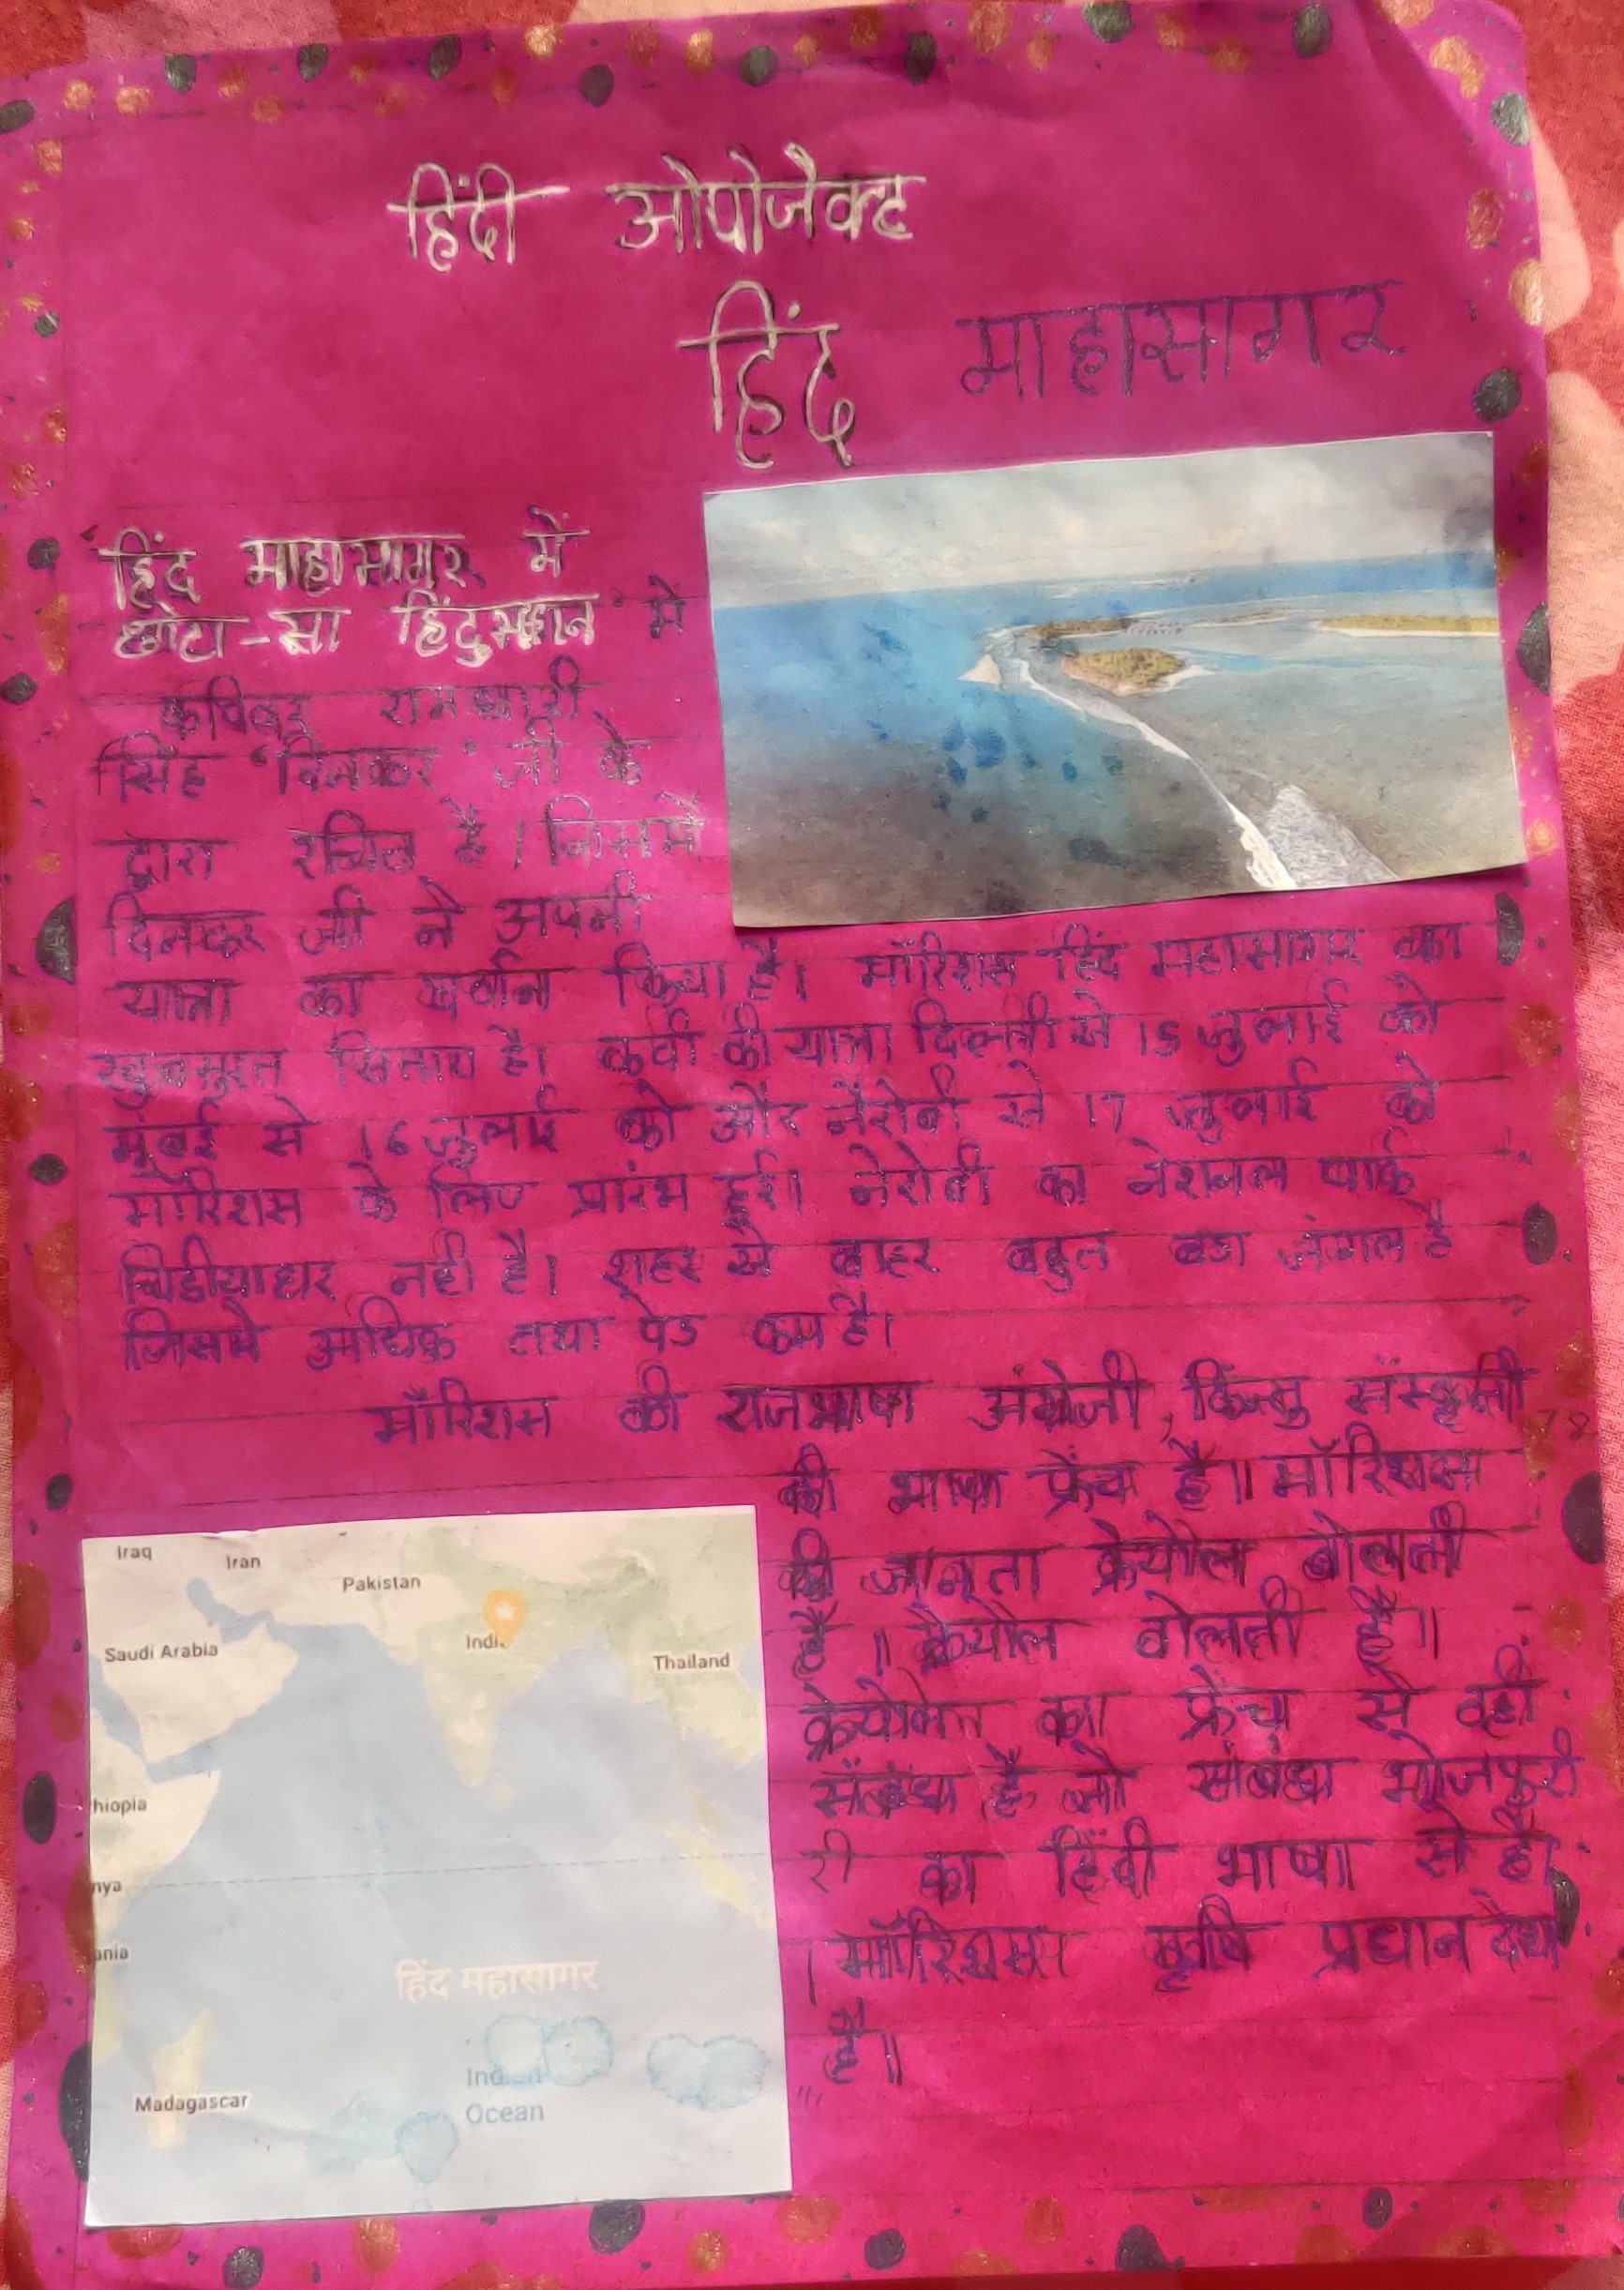 हिंदी ओपोजेक्ट
हिंद माहासागर
हिंद माहासागर में
छोटा-सा हिंदुस्तान में
कविवर रामधारी
सिंह 'दिनकर' जी के
द्वारा रचित है। जिसमें
दिनकर जी ने अपनी
यात्रा का वर्णन किया है। मॉरिशस हिंद महासागर का
खुबसुरत सितारा है। कवी की यात्रा दिल्ली से 15 जुलाई को
मुंबई से 16 जुलाई को और नैरोबी से 17 जुलाई को
मॉरिशस के लिए प्रारंभ हुई। नेरोबी का नेशनल पार्क
चिडीयाघर नही है। शहर से बाहर बहुत बडा जंगल है
जिसमे अधिक तथा पेड कम है।
मॉरिशस की राजभाषा अंग्रेजी, किन्तु संस्कृती
की भाषा फ्रेंच है॥ मॉरिशस
की जानता क्रेयोल बोलती
है॥ क्रेयोल बोलती है॥
क्रेयोल का फ्रेंच से वही
संबंध है, जो संबंध भोजपुरी
री का हिंदी भाषा से है।
। मॉरिशस कृषि प्रधान देश
है॥
Iraq
Iran
Pakistan
Saudi Arabia
Indi
Thailand
hiopia
nya
ania
हिंद महासागर
Madagascar
Indian
Ocean